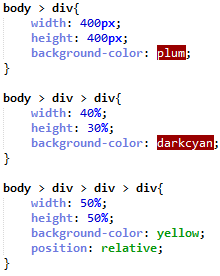 body > div{
width: 400px;
height: 400px;
background-color: plum;
}
body > div > div{
width: 40%;
height: 30%;
background-color: darkcyan;
}
body > div > div > div{
width: 50%;
height: 50%;
background-color: yellow;
position: relative;
}